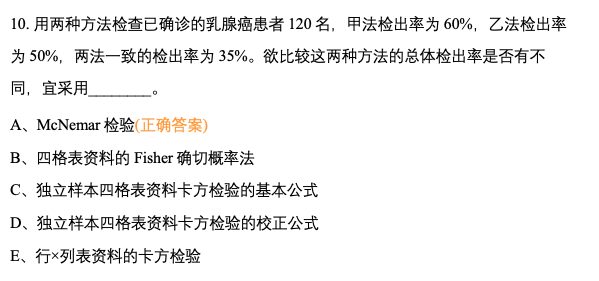 10. 用两种方法检查已确诊的乳腺癌患者 120 名，甲法检出率为 60%，乙法检出率
为 50%，两法一致的检出率为 35%。欲比较这两种方法的总体检出率是否有不
同，宜采用________。
A、McNemar 检验(正确答案)
B、四格表资料的 Fisher 确切概率法
C、独立样本四格表资料卡方检验的基本公式
D、独立样本四格表资料卡方检验的校正公式
E、行×列表资料的卡方检验